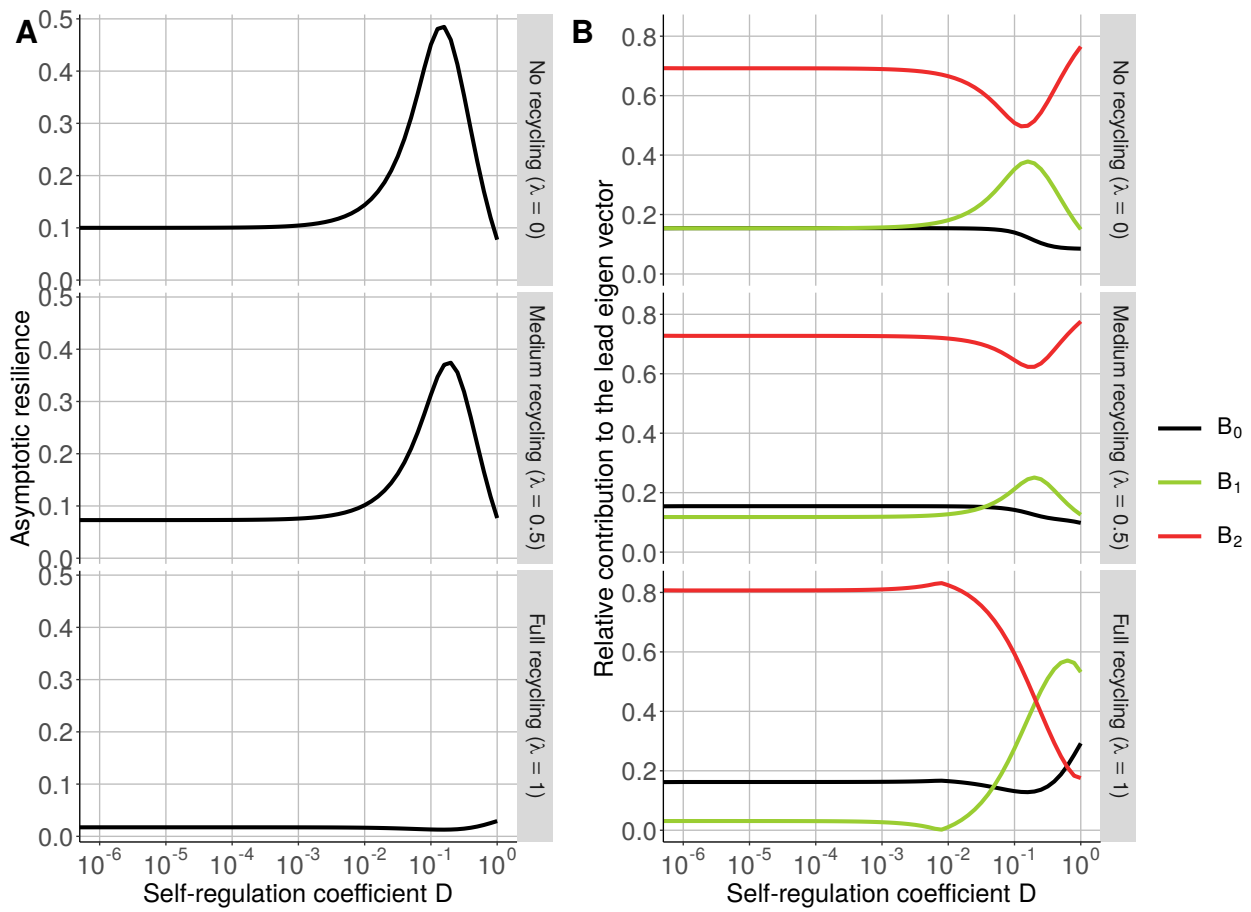 A
Asymptotic resilience
0.5
0.4
0.3
0.2
0.1
0.0
No recycling (λ = 0)
0.5
0.4
0.3
0.2
0.1
0.0
Medium recycling (λ = 0.5)
0.5
0.4
0.3
0.2
0.1
0.0
Full recycling (λ = 1)
10⁻⁶ 10⁻⁵ 10⁻⁴ 10⁻³ 10⁻² 10⁻¹ 10⁰
Self-regulation coefficient D
B
Relative contribution to the lead eigen vector
0.8
0.6
0.4
0.2
0.0
No recycling (λ = 0)
0.8
0.6
0.4
0.2
0.0
Medium recycling (λ = 0.5)
0.8
0.6
0.4
0.2
0.0
Full recycling (λ = 1)
10⁻⁶ 10⁻⁵ 10⁻⁴ 10⁻³ 10⁻² 10⁻¹ 10⁰
Self-regulation coefficient D
B₀
B₁
B₂